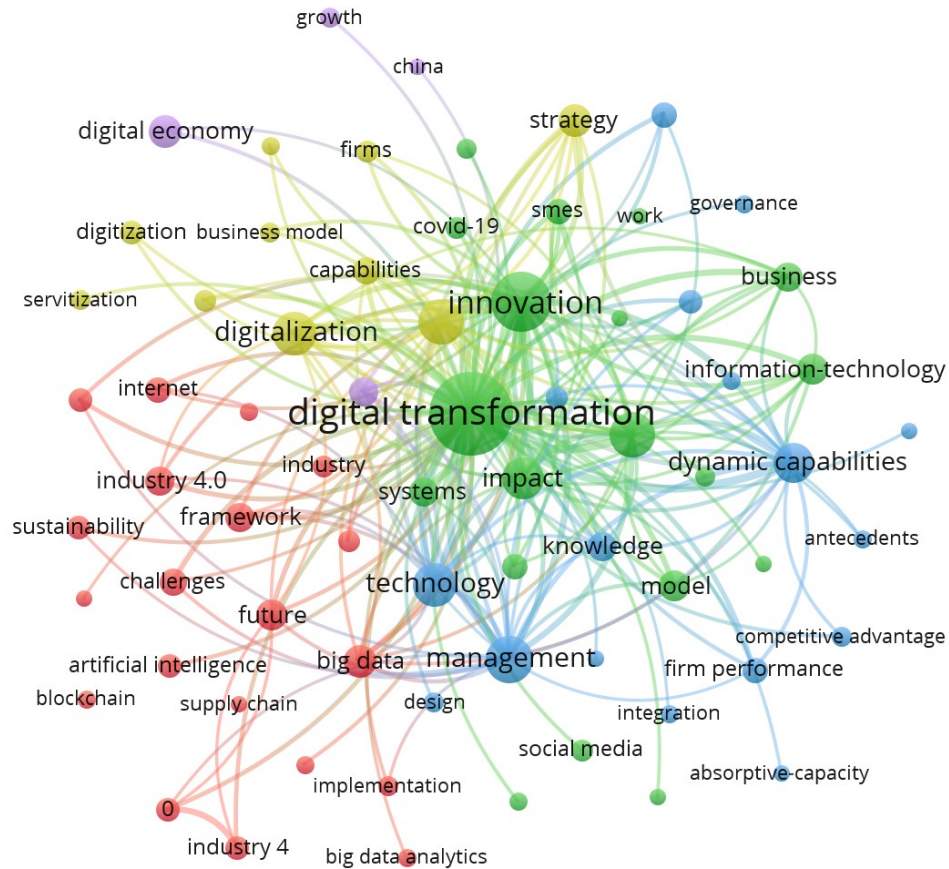 growth
china
digital economy
strategy
firms
smes
work
governance
covid-19
digitization
business model
capabilities
business
servitization
innovation
digitalization
information-technology
internet
digital transformation
industry
dynamic capabilities
industry 4.0
systems
impact
sustainability
framework
antecedents
knowledge
challenges
technology
model
future
competitive advantage
artificial intelligence
big data
management
firm performance
blockchain
supply chain
design
integration
social media
absorptive-capacity
implementation
0
industry 4
big data analytics